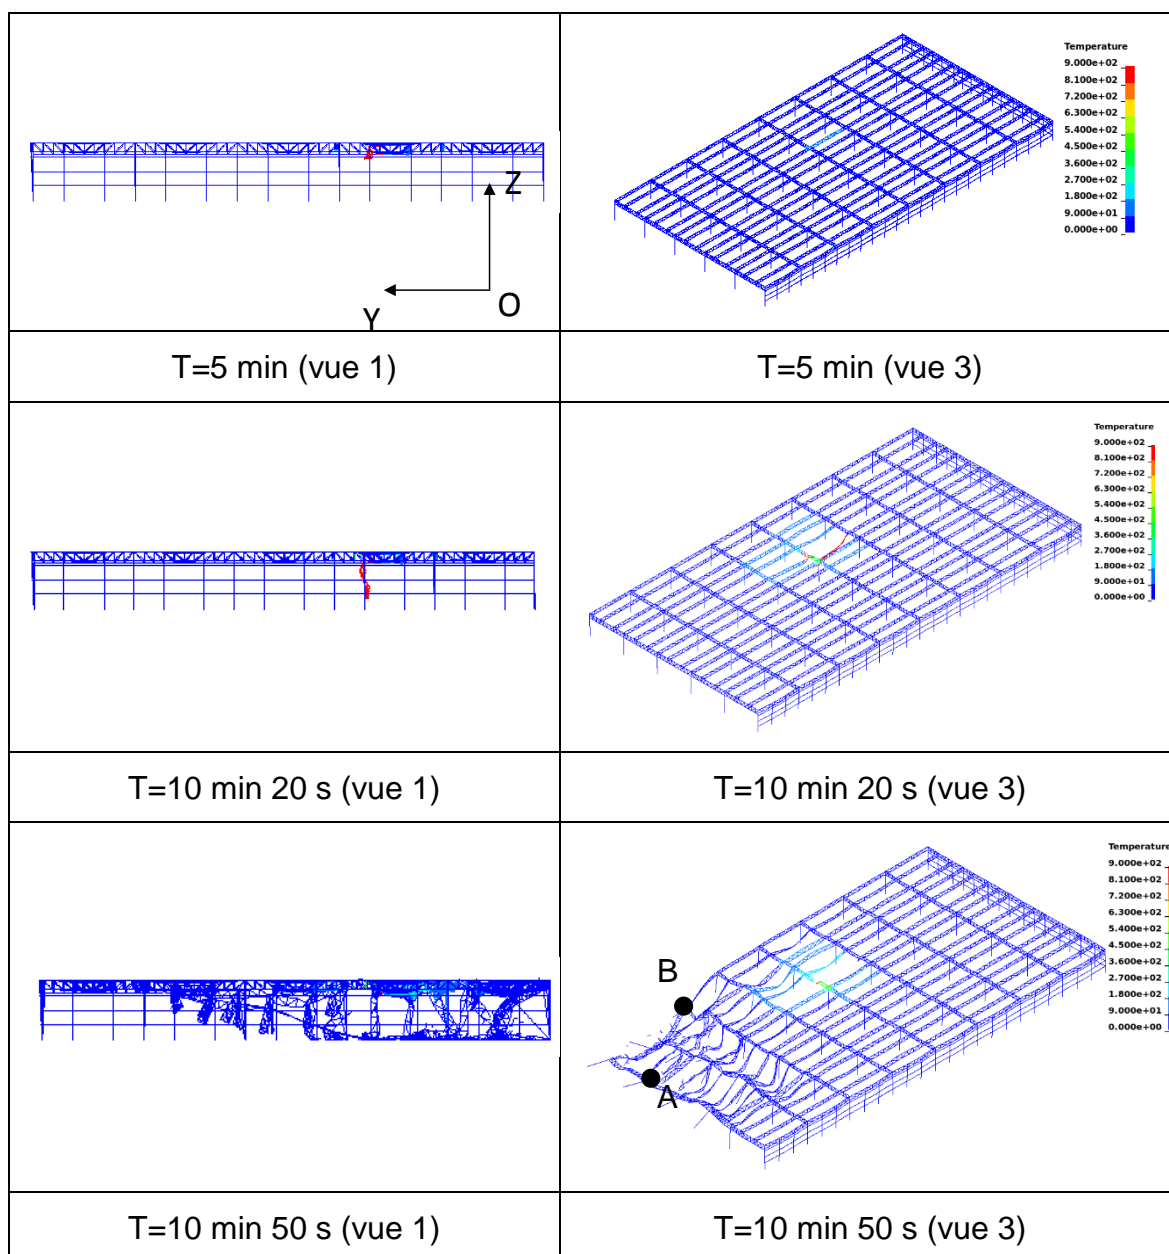 Z
Y
O
Temperature
9.000e+02
8.100e+02
7.200e+02
6.300e+02
5.400e+02
4.500e+02
3.600e+02
2.700e+02
1.800e+02
9.000e+01
0.000e+00
T=5 min (vue 1)
T=5 min (vue 3)
Temperature
9.000e+02
8.100e+02
7.200e+02
6.300e+02
5.400e+02
4.500e+02
3.600e+02
2.700e+02
1.800e+02
9.000e+01
0.000e+00
T=10 min 20 s (vue 1)
T=10 min 20 s (vue 3)
B
A
Temperature
9.000e+02
8.100e+02
7.200e+02
6.300e+02
5.400e+02
4.500e+02
3.600e+02
2.700e+02
1.800e+02
9.000e+01
0.000e+00
T=10 min 50 s (vue 1)
T=10 min 50 s (vue 3)